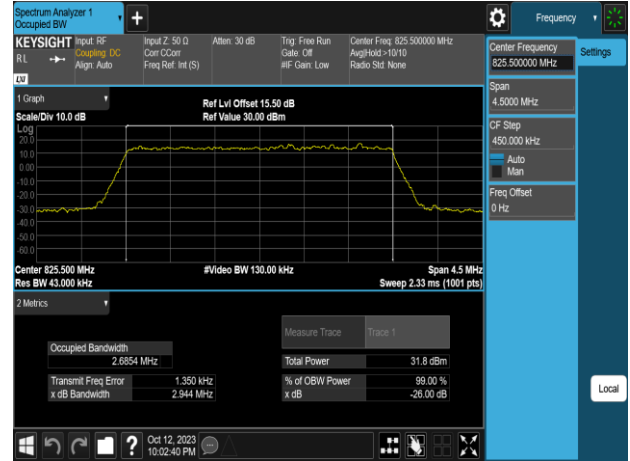 Spectrum Analyzer 1
Occupied BW
+
Frequency
KEYSIGHT
RL
LXI
Input: RF
Coupling: DC
Align: Auto
Input Z: 50 Ω
Corr CCorr
Freq Ref: Int (S)
Atten: 30 dB
Trig: Free Run
Gate: Off
#IF Gain: Low
Center Freq: 825.500000 MHz
Avg|Hold:>10/10
Radio Std: None
Center Frequency
825.500000 MHz
Settings
Span
4.5000 MHz
CF Step
450.000 kHz
Auto
Man
Freq Offset
0 Hz
1 Graph
Scale/Div 10.0 dB
Ref Lvl Offset 15.50 dB
Ref Value 30.00 dBm
Log
20.0
10.0
0.00
-10.0
-20.0
-30.0
-40.0
-50.0
-60.0
Center 825.500 MHz
#Video BW 130.00 kHz
Span 4.5 MHz
Res BW 43.000 kHz
Sweep 2.33 ms (1001 pts)
2 Metrics
Measure Trace Trace 1
Occupied Bandwidth
2.6854 MHz
Total Power 31.8 dBm
Transmit Freq Error 1.350 kHz
% of OBW Power 99.00 %
x dB Bandwidth 2.944 MHz
x dB -26.00 dB
Local
?
Oct 12, 2023
10:02:40 PM